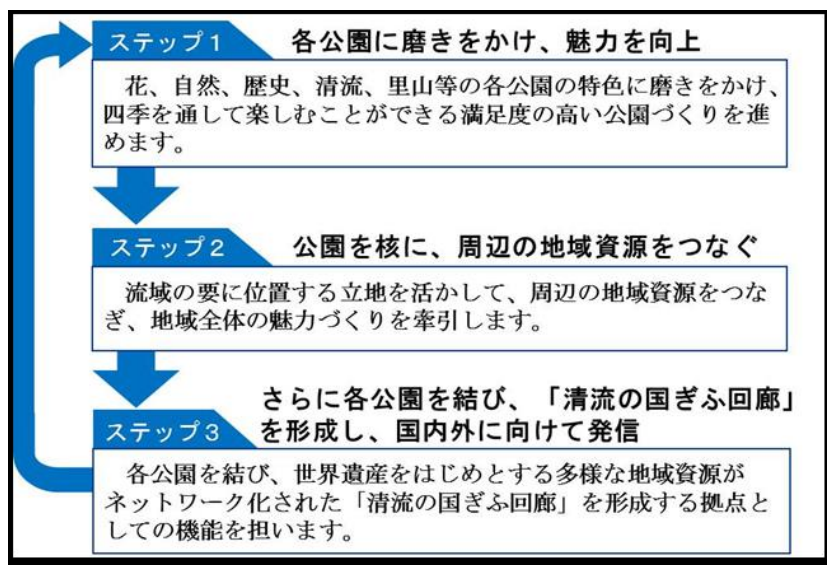 ステップ1
各公園に磨きをかけ、魅力を向上
花、自然、歴史、清流、里山等の各公園の特色に磨きをかけ、
四季を通して楽しむことができる満足度の高い公園づくりを進
めます。
ステップ2
公園を核に、周辺の地域資源をつなぐ
流域の要に位置する立地を活かして、周辺の地域資源をつな
ぎ、地域全体の魅力づくりを牽引します。
ステップ3
さらに各公園を結び、「清流の国ぎふ回廊」
を形成し、国内外に向けて発信
各公園を結び、世界遺産をはじめとする多様な地域資源が
ネットワーク化された「清流の国ぎふ回廊」を形成する拠点と
しての機能を担います。